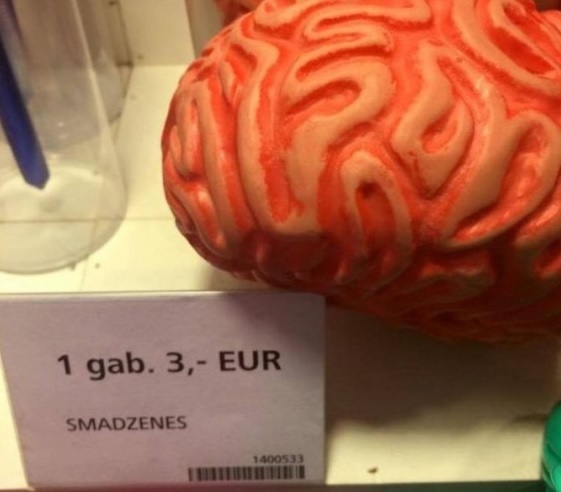 1 gab. 3,- EUR
SMADZENES
1400533